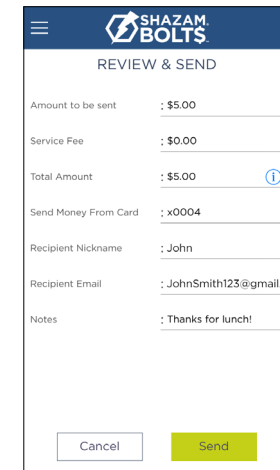 SHAZAM.
BOLT$.
REVIEW & SEND
Amount to be sent : $5.00
Service Fee : $0.00
Total Amount : $5.00 i
Send Money From Card : x0004
Recipient Nickname : John
Recipient Email : JohnSmith123@gmail.
Notes : Thanks for lunch!
Cancel Send